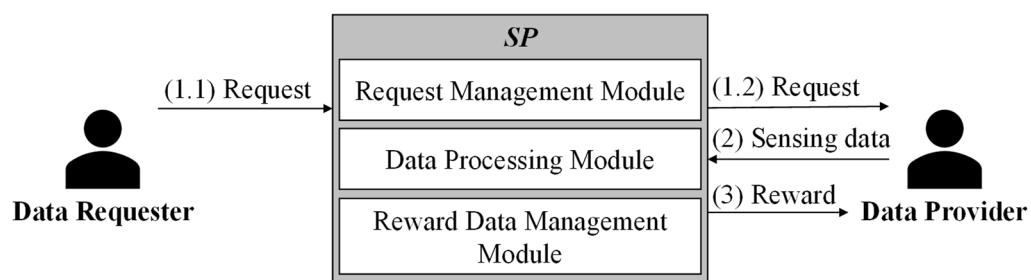 SP
(1.1) Request
Request Management Module
(1.2) Request
Data Processing Module
(2) Sensing data
Data Requester
Reward Data Management
Module
(3) Reward
Data Provider